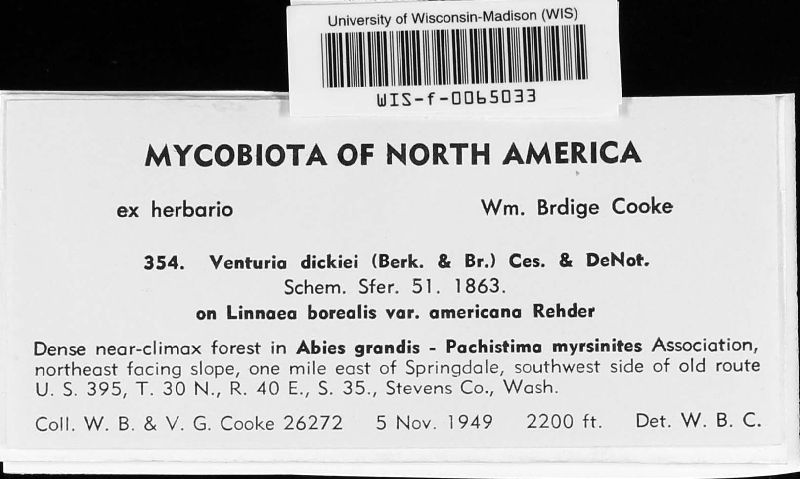 University of Wisconsin-Madison (WIS)
WIS-f-0065033
MYCOBIOTA OF NORTH AMERICA
ex herbario Wm. Brdige Cooke
354. Venturia dickiei (Berk. & Br.) Ces. & DeNot.
Schem. Sfer. 51. 1863.
on Linnaea borealis var. americana Rehder
Dense near-climax forest in Abies grandis - Pachistima myrsinites Association,
northeast facing slope, one mile east of Springdale, southwest side of old route
U. S. 395, T. 30 N., R. 40 E., S. 35., Stevens Co., Wash.
Coll. W. B. & V. G. Cooke 26272 5 Nov. 1949 2200 ft. Det. W. B. C.